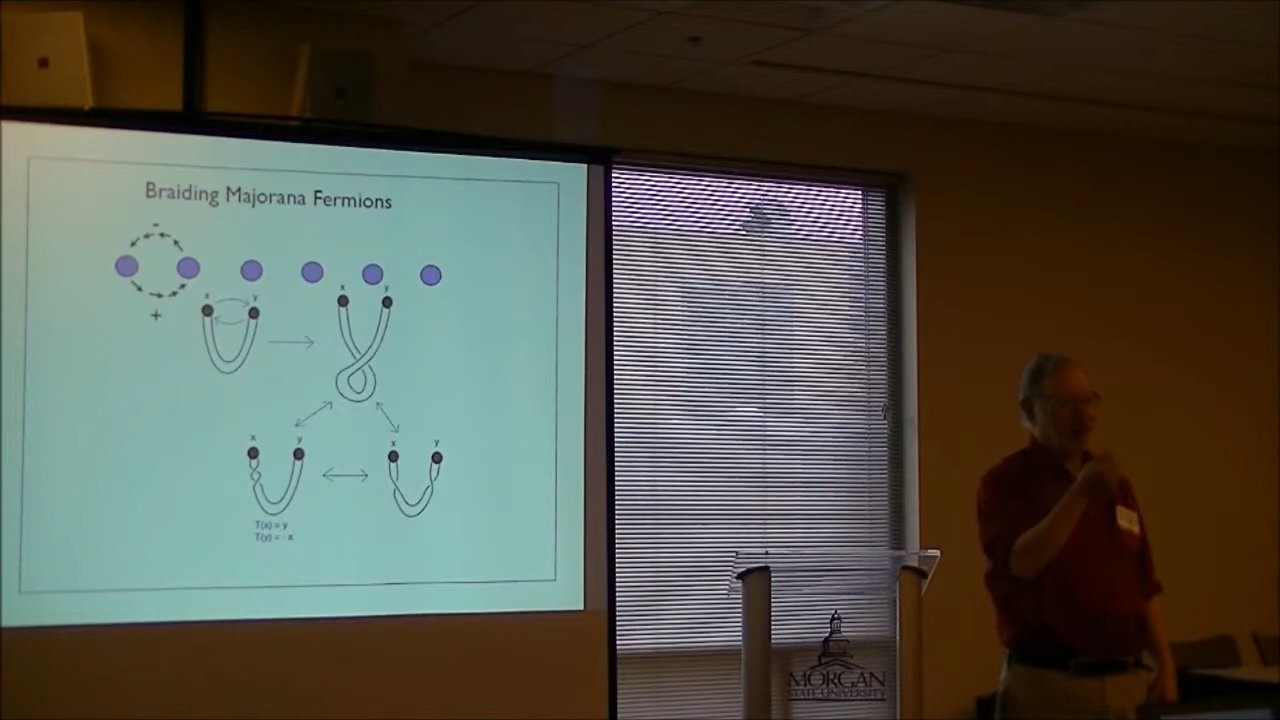 Braiding Majorana Fermions
-
+
x y
x y
x y
x y
T(x) = y
T(y) = - x
MORGAN
STATE UNIVERSITY